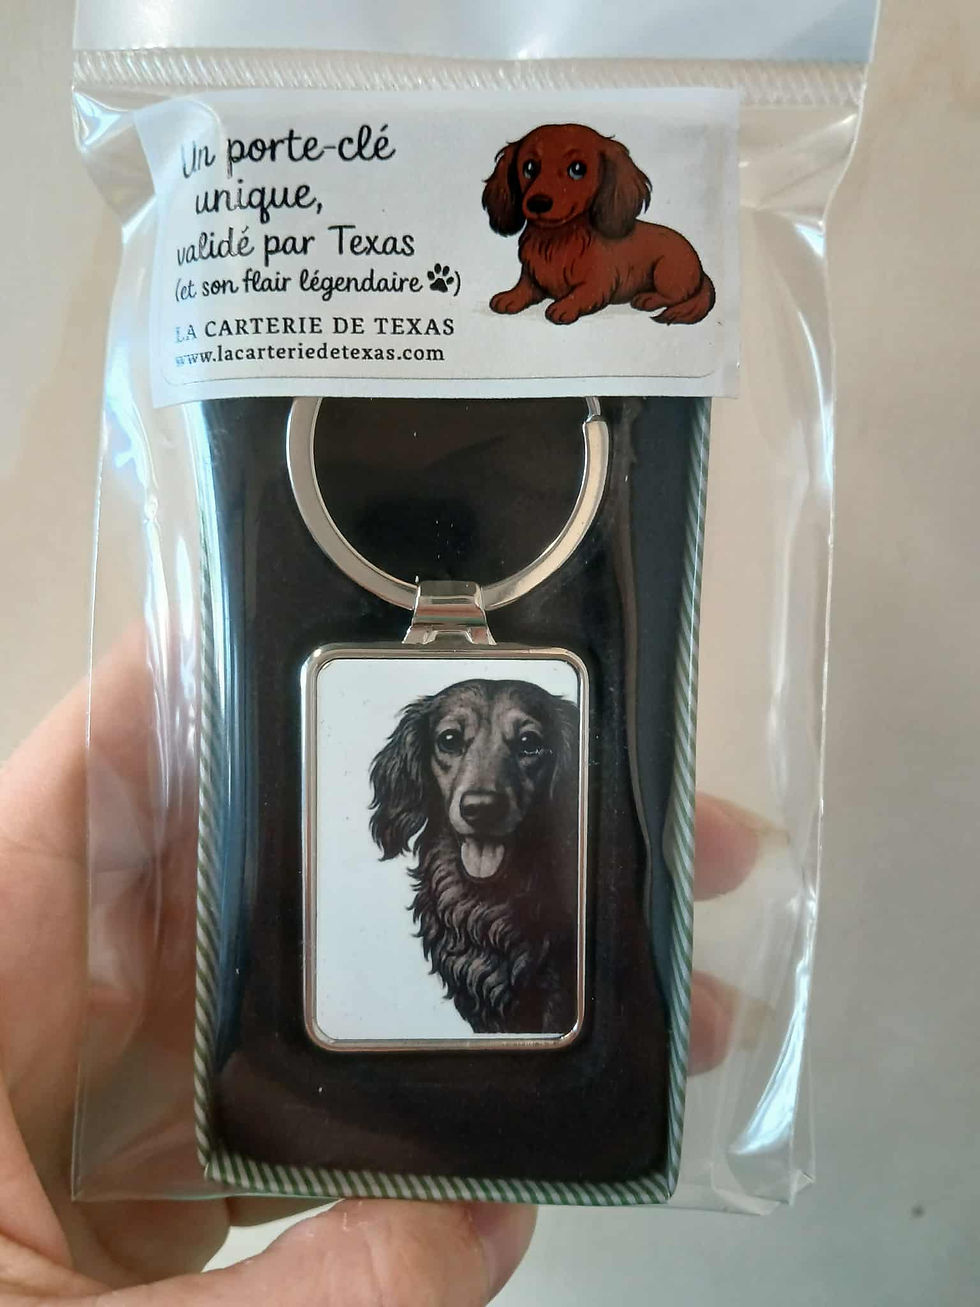 Un porte-clé
unique,
validé par Texas
(et son flair légendaire 🐾)
LA CARTERIE DE TEXAS
www.lacarteriedetexas.com